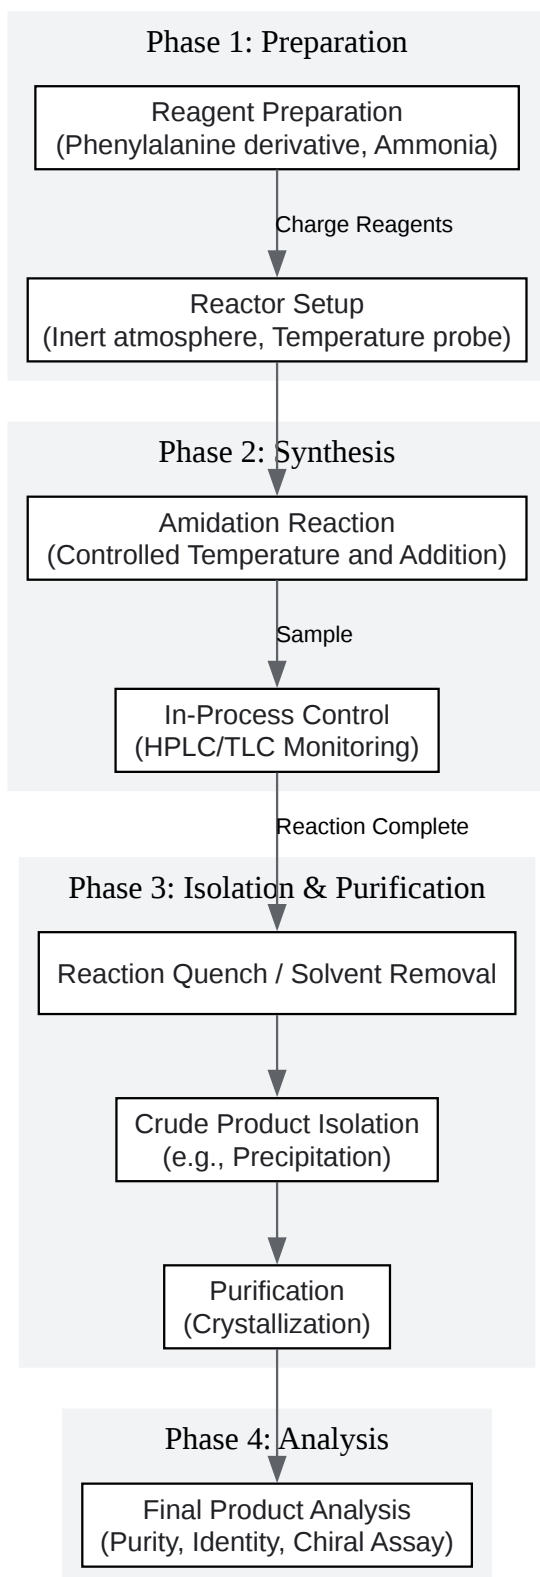 Phase 1: Preparation
Reagent Preparation
(Phenylalanine derivative, Ammonia)
Charge Reagents
Reactor Setup
(Inert atmosphere, Temperature probe)
Phase 2: Synthesis
Amidation Reaction
(Controlled Temperature and Addition)
Sample
In-Process Control
(HPLC/TLC Monitoring)
Reaction Complete
Phase 3: Isolation & Purification
Reaction Quench / Solvent Removal
Crude Product Isolation
(e.g., Precipitation)
Purification
(Crystallization)
Phase 4: Analysis
Final Product Analysis
(Purity, Identity, Chiral Assay)